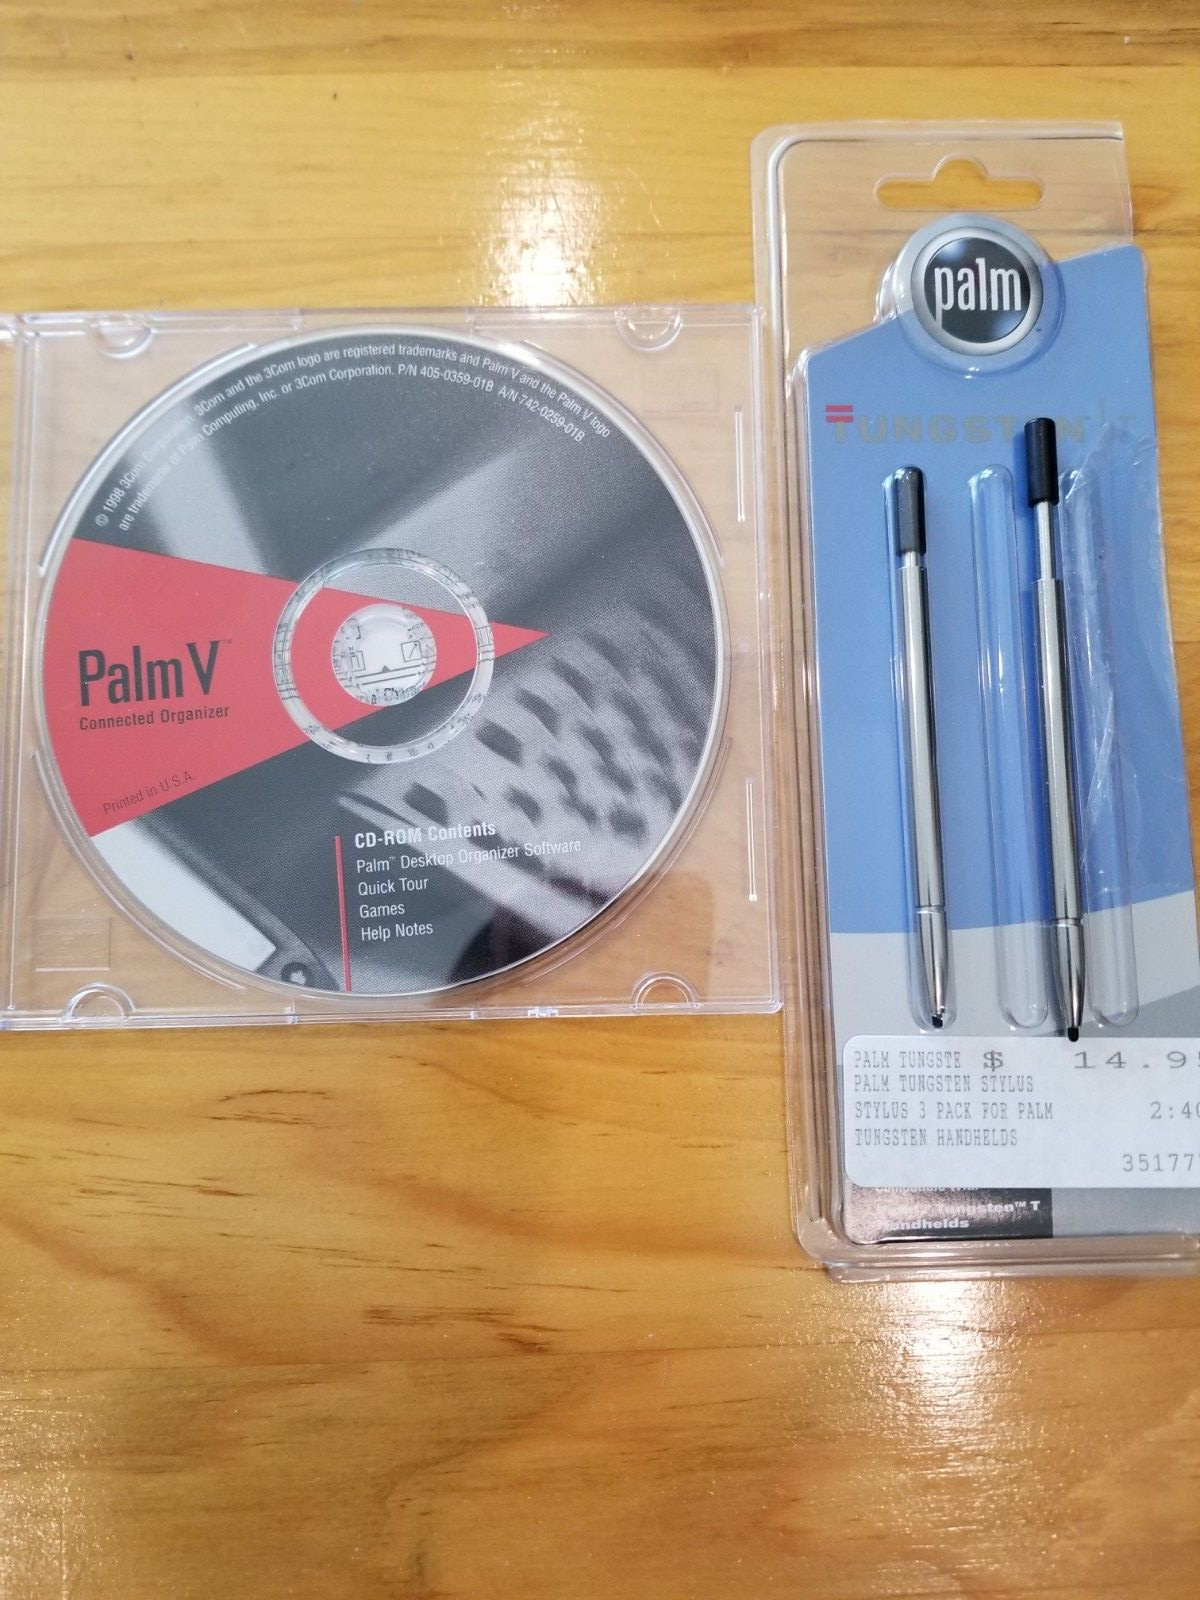 © 1998 3Com Corporation. 3Com and the 3Com logo are registered trademarks and Palm V and the Palm V logo
are trademarks of Palm Computing, Inc. or 3Com Corporation. P/N 405-0359-01B A/N 742-0259-01B
Palm V™
Connected Organizer
Printed in U.S.A.
CD-ROM Contents
Palm™ Desktop Organizer Software
Quick Tour
Games
Help Notes
palm
TUNGSTEN T
PALM TUNGSTE $ 14.9
PALM TUNGSTEN STYLUS
STYLUS 3 PACK FOR PALM 2:40
TUNGSTEN HANDHELDS
35177
Tungsten™ T
Handhelds